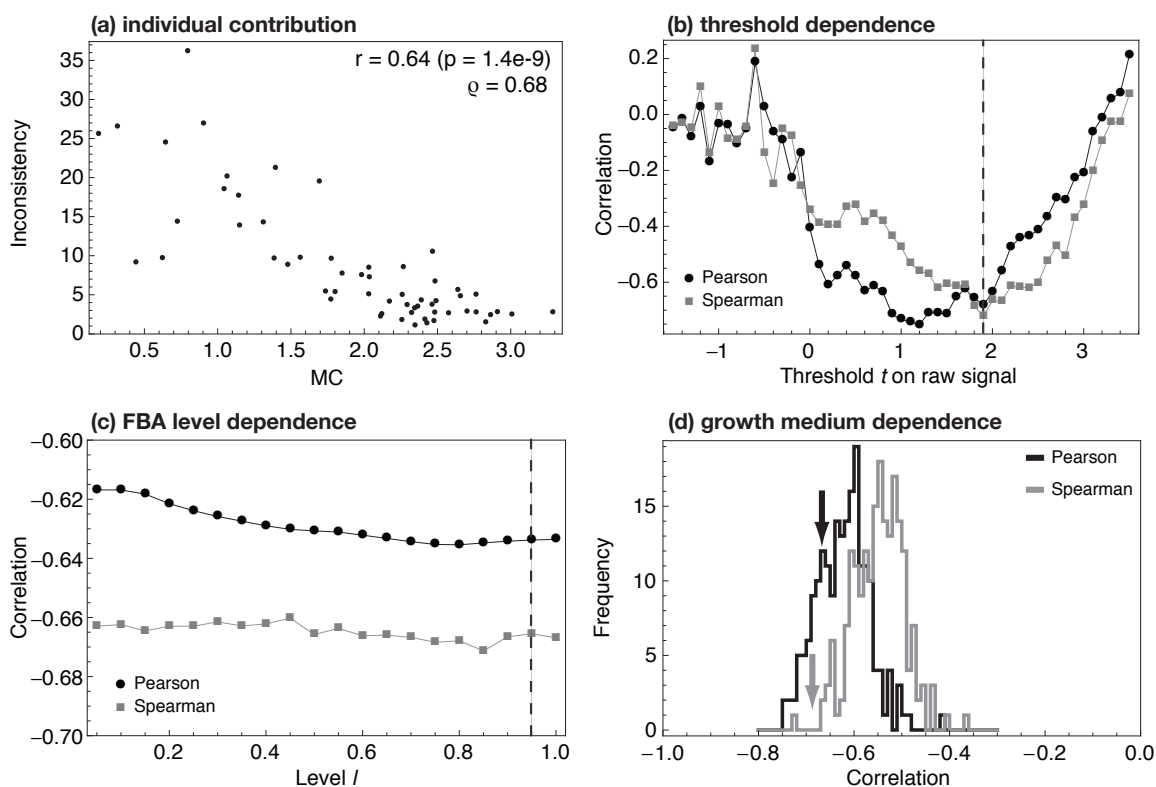 (a) individual contribution
r = 0.64 (p = 1.4e-9)
ϱ = 0.68
Inconsistency
35
30
25
20
15
10
5
0
0.5 1.0 1.5 2.0 2.5 3.0
MC
(b) threshold dependence
Correlation
0.2
0.0
−0.2
−0.4
−0.6
Pearson
Spearman
−1 0 1 2 3
Threshold t on raw signal
(c) FBA level dependence
Correlation
−0.60
−0.62
−0.64
−0.66
−0.68
−0.70
Pearson
Spearman
0.2 0.4 0.6 0.8 1.0
Level l
(d) growth medium dependence
Pearson
Spearman
Frequency
15
10
5
0
−1.0 −0.8 −0.6 −0.4 −0.2 0.0
Correlation